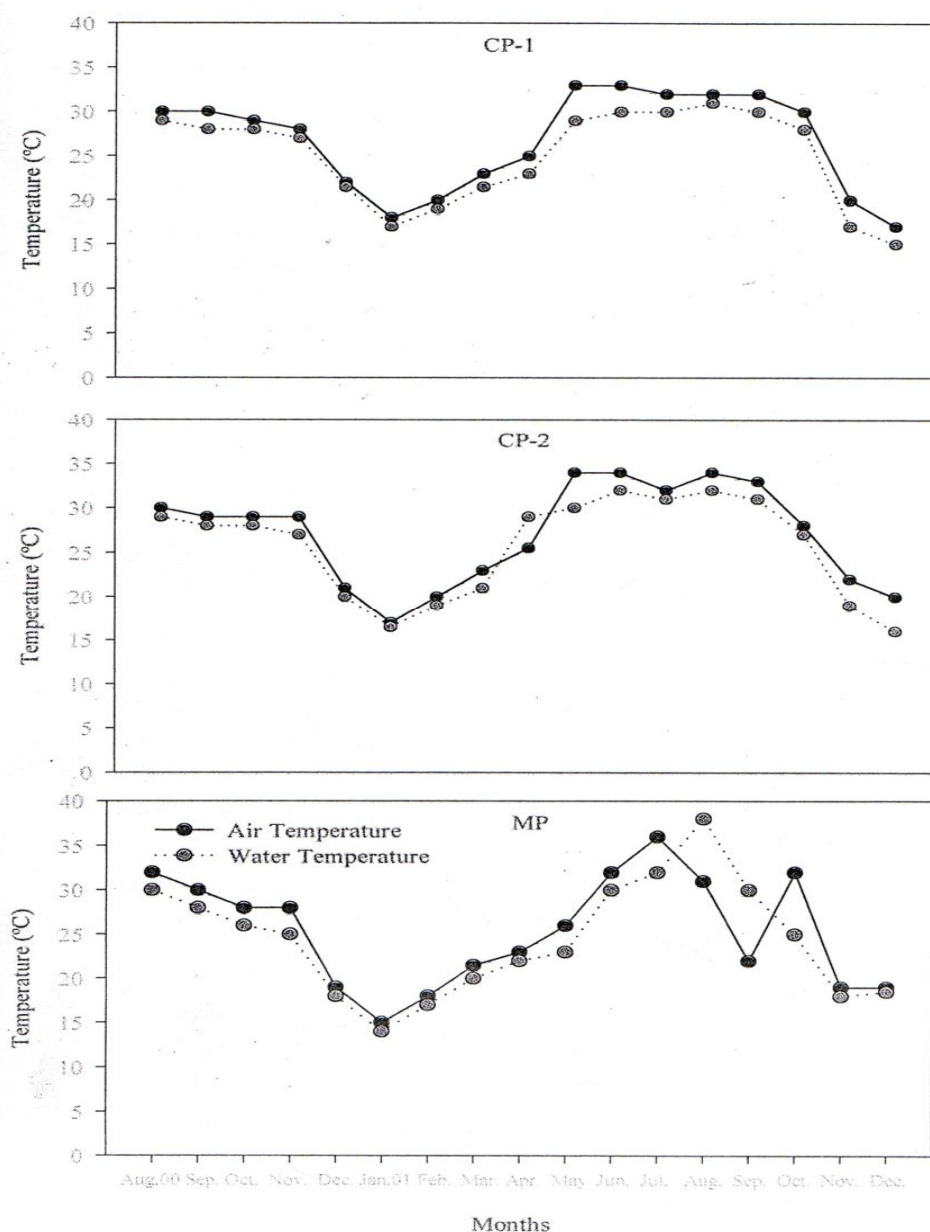 CP-1
40
35
30
25
20
15
10
5
0
Temperature (ºC)
CP-2
40
35
30
25
20
15
10
5
0
Temperature (ºC)
MP
Air Temperature
Water Temperature
40
35
30
25
20
15
10
5
0
Temperature (ºC)
Aug.00 Sep. Oct. Nov. Dec. Jan.01 Feb. Mar. Apr. May Jun. Jul. Aug. Sep. Oct. Nov. Dec.
Months